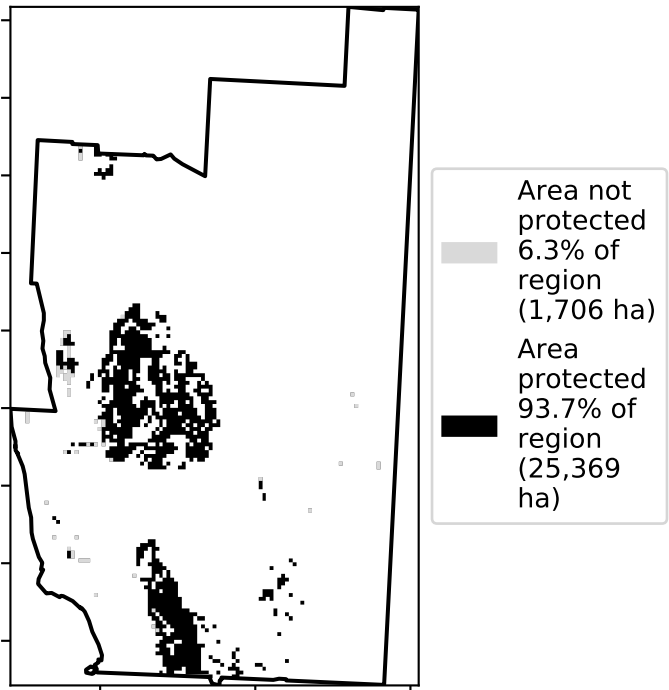 Area not
protected
6.3% of
region
(1,706 ha)
Area
protected
93.7% of
region
(25,369
ha)